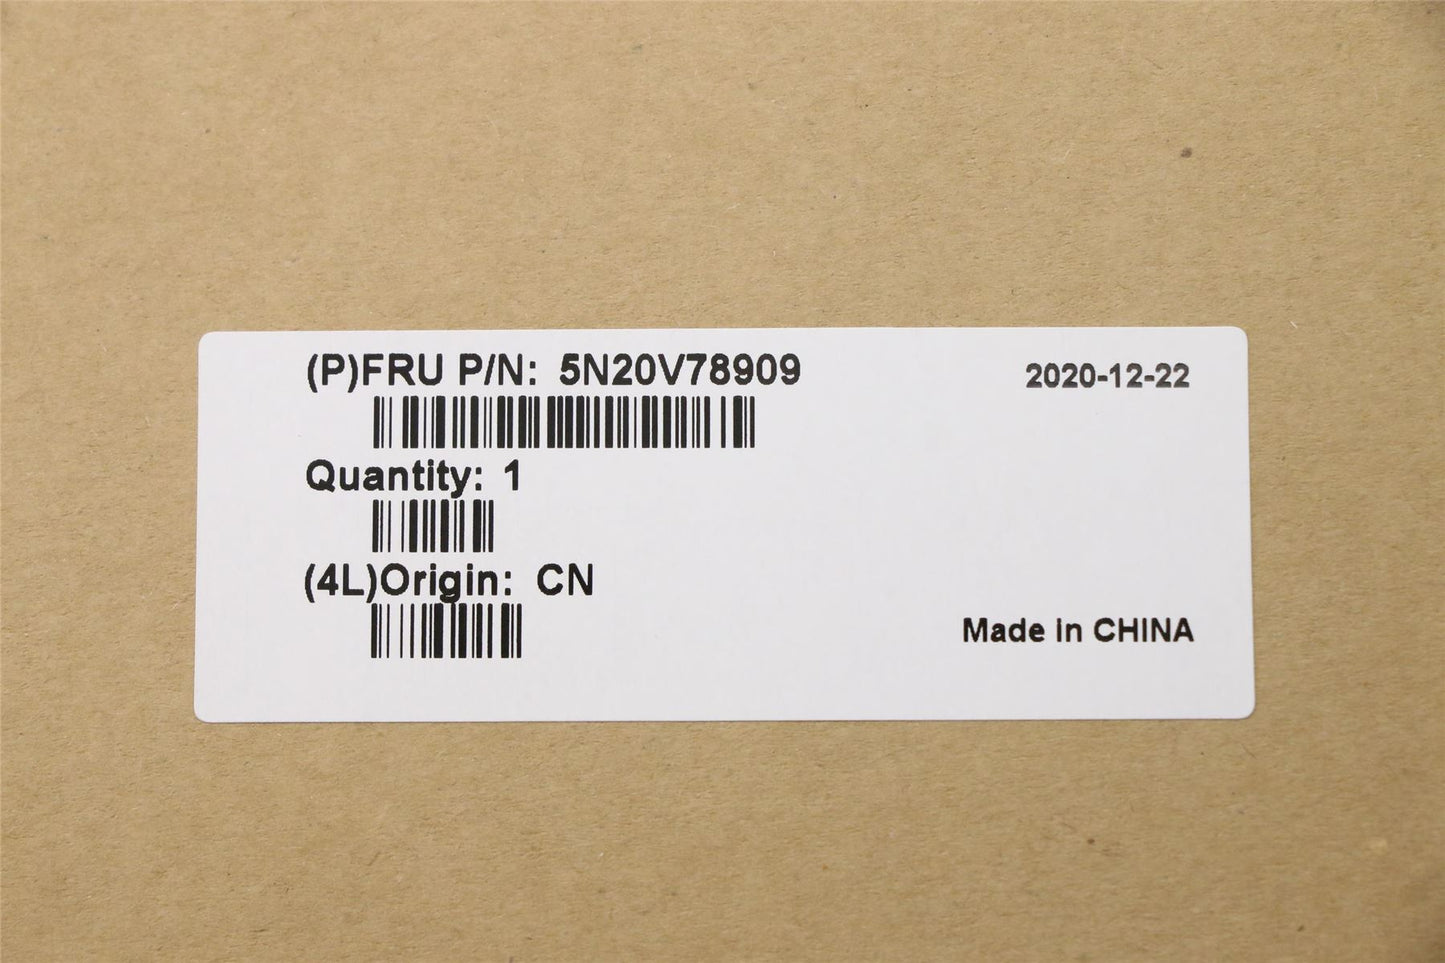 (P)FRU P/N: 5N20V78909
2020-12-22
Quantity: 1
(4L)Origin: CN
Made in CHINA